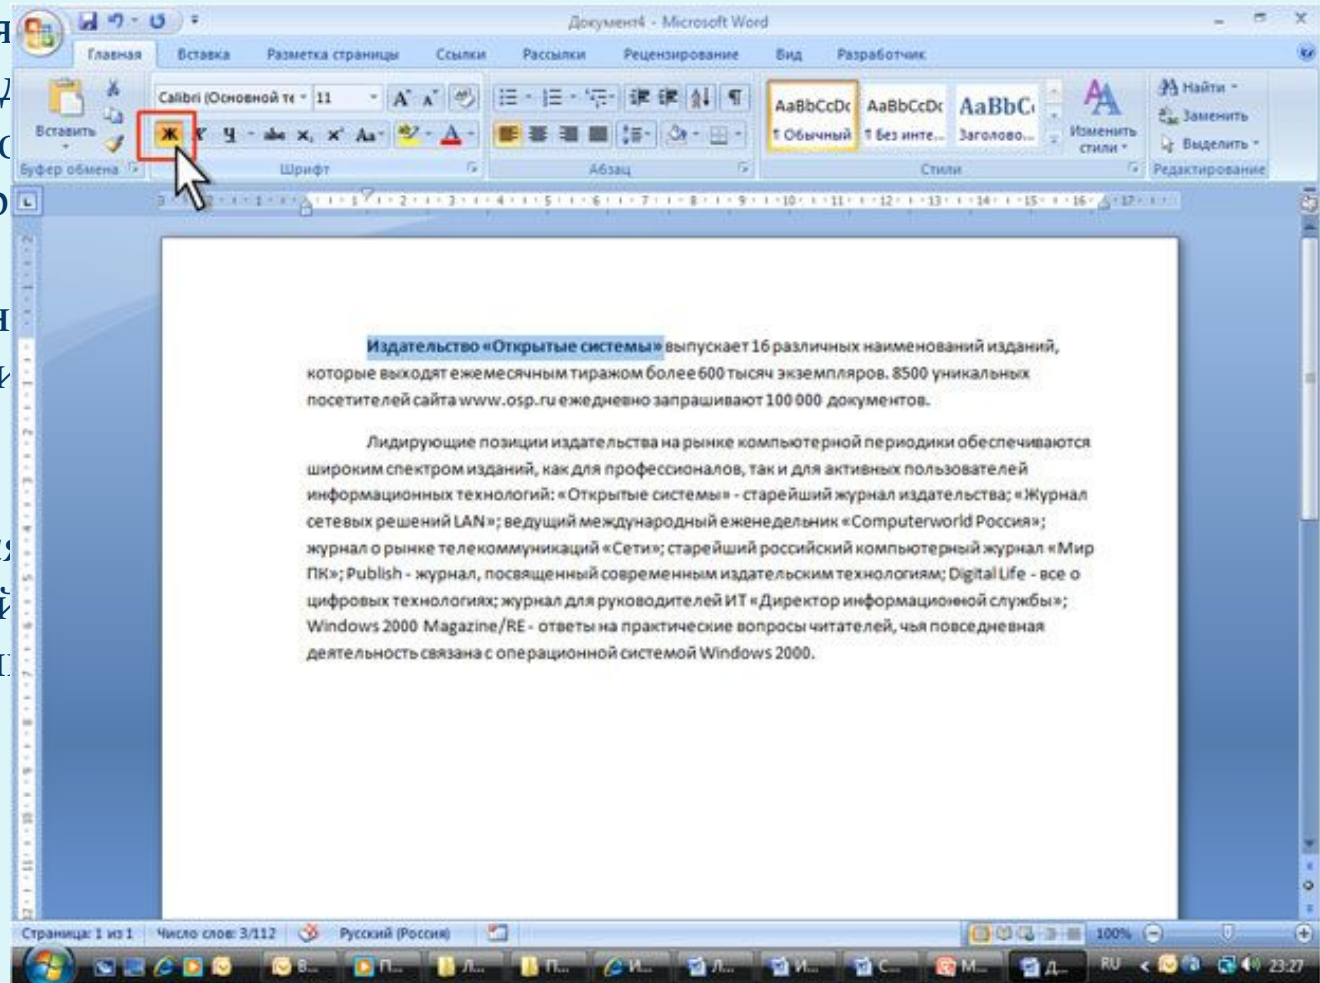 Документ4 - Microsoft Word
Главная Вставка Разметка страницы Ссылки Рассылки Рецензирование Вид Разработчик
Вставить
Буфер обмена
Calibri (Основной те 11
Ж К Ч abc x, x² Aa
Шрифт
Абзац
AaBbCcDc AaBbCcDc AaBbC
¶ Обычный ¶ Без инте... Заголово...
Изменить стили
Стили
Найти
Заменить
Выделить
Редактирование
Издательство «Открытые системы» выпускает 16 различных наименований изданий,
которые выходят ежемесячным тиражом более 600 тысяч экземпляров. 8500 уникальных
посетителей сайта www.osp.ru ежедневно запрашивают 100 000 документов.
Лидирующие позиции издательства на рынке компьютерной периодики обеспечиваются
широким спектром изданий, как для профессионалов, так и для активных пользователей
информационных технологий: «Открытые системы» - старейший журнал издательства; «Журнал
сетевых решений LAN»; ведущий международный еженедельник «Computerworld Россия»;
журнал о рынке телекоммуникаций «Сети»; старейший российский компьютерный журнал «Мир
ПК»; Publish - журнал, посвященный современным издательским технологиям; Digital Life - все о
цифровых технологиях; журнал для руководителей ИТ «Директор информационной службы»;
Windows 2000 Magazine/RE - ответы на практические вопросы читателей, чья повседневная
деятельность связана с операционной системой Windows 2000.
Страница: 1 из 1 Число слов: 3/112 Русский (Россия) 100%
В... П... Л... П... И... Л... И... С... М... Д... RU 23:27